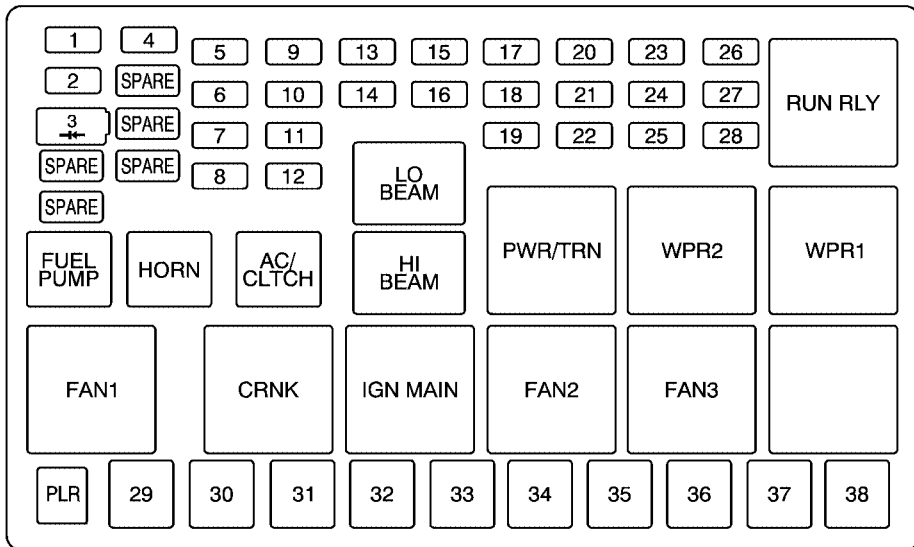 1
4
5
9
13
15
17
20
23
26
2
SPARE
6
10
14
16
18
21
24
27
RUN RLY
3
SPARE
7
11
19
22
25
28
SPARE
SPARE
8
12
LO
BEAM
SPARE
FUEL
PUMP
HORN
AC/
CLTCH
HI
BEAM
PWR/TRN
WPR2
WPR1
FAN1
CRNK
IGN MAIN
FAN2
FAN3
PLR
29
30
31
32
33
34
35
36
37
38